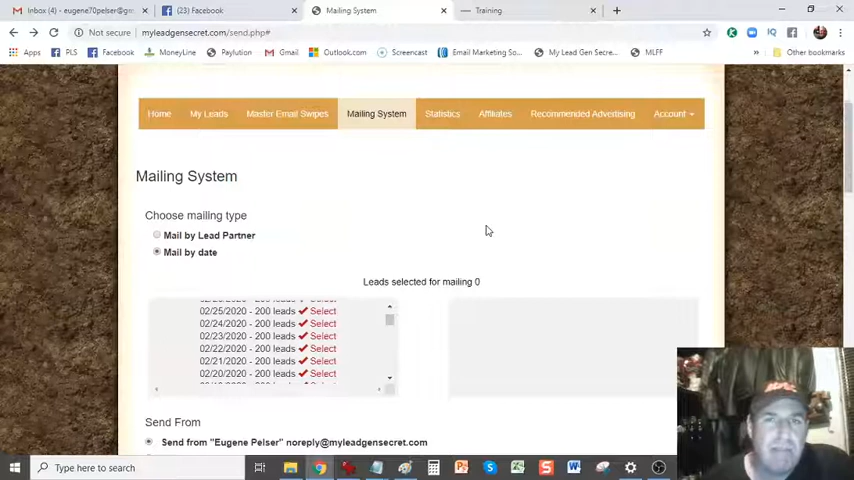 Inbox (4) - eugene70pelser@gm
(23) Facebook
Mailing System
Training
Not secure
myleadgensecret.com/send.php#
Apps
PLS
Facebook
MoneyLine
Paylution
Gmail
Outlook.com
Screencast
Email Marketing So...
My Lead Gen Secre...
MLFF
Other bookmarks
Home
My Leads
Master Email Swipes
Mailing System
Statistics
Affiliates
Recommended Advertising
Account
Mailing System
Choose mailing type
Mail by Lead Partner
Mail by date
Leads selected for mailing 0
02/25/2020 - 200 leads ✔ Select
02/24/2020 - 200 leads ✔ Select
02/23/2020 - 200 leads ✔ Select
02/22/2020 - 200 leads ✔ Select
02/21/2020 - 200 leads ✔ Select
02/20/2020 - 200 leads ✔ Select
Send From
Send from "Eugene Pelser" noreply@myleadgensecret.com
Type here to search